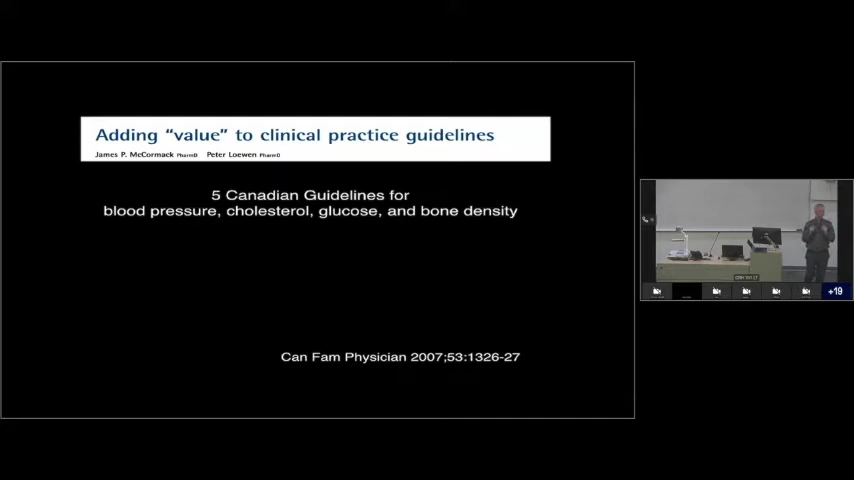 Adding “value” to clinical practice guidelines
James P. McCormack PharmD Peter Loewen PharmD
5 Canadian Guidelines for
blood pressure, cholesterol, glucose, and bone density
Can Fam Physician 2007;53:1326-27
+19